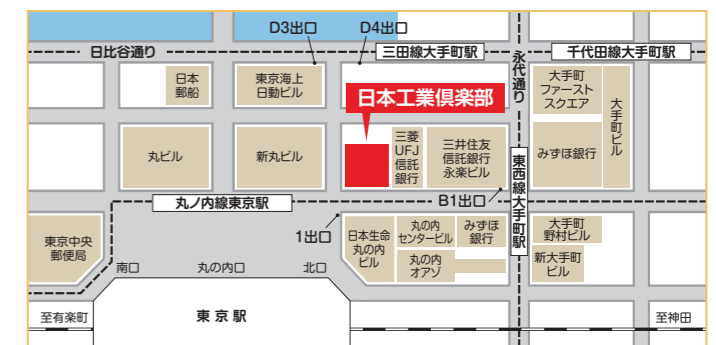 D3出口
D4出口
日比谷通り
三田線大手町駅
永代通り
千代田線大手町駅
日本
郵船
東京海上
日動ビル
日本工業倶楽部
大手町
ファースト
スクエア
大手町ビル
丸ビル
新丸ビル
三菱
UFJ
信託
銀行
三井住友
信託銀行
永楽ビル
みずほ銀行
東西線大手町駅
丸ノ内線東京駅
B1出口
1出口
東京中央
郵便局
日本生命
丸の内
ビル
丸の内
センタービル
みずほ
銀行
丸の内
オアゾ
大手町
野村ビル
新大手町
ビル
南口
丸の内口
北口
至有楽町
東京駅
至神田